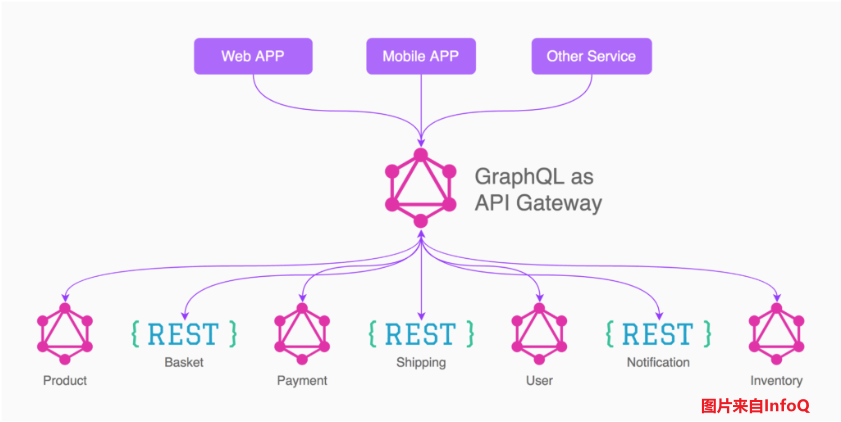 Web APP
Mobile APP
Other Service
GraphQL as
API Gateway
{ REST }
{ REST }
{ REST }
Product
Basket
Payment
Shipping
User
Notification
Inventory
图片来自InfoQ